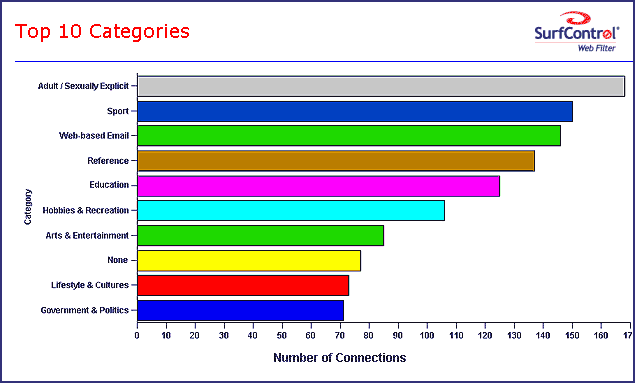 Top 10 Categories
SurfControl®
Web Filter
Adult / Sexually Explicit
Sport
Web-based Email
Reference
Education
Hobbies & Recreation
Arts & Entertainment
None
Lifestyle & Cultures
Government & Politics
Category
0 10 20 30 40 50 60 70 80 90 100 110 120 130 140 150 160 17
Number of Connections